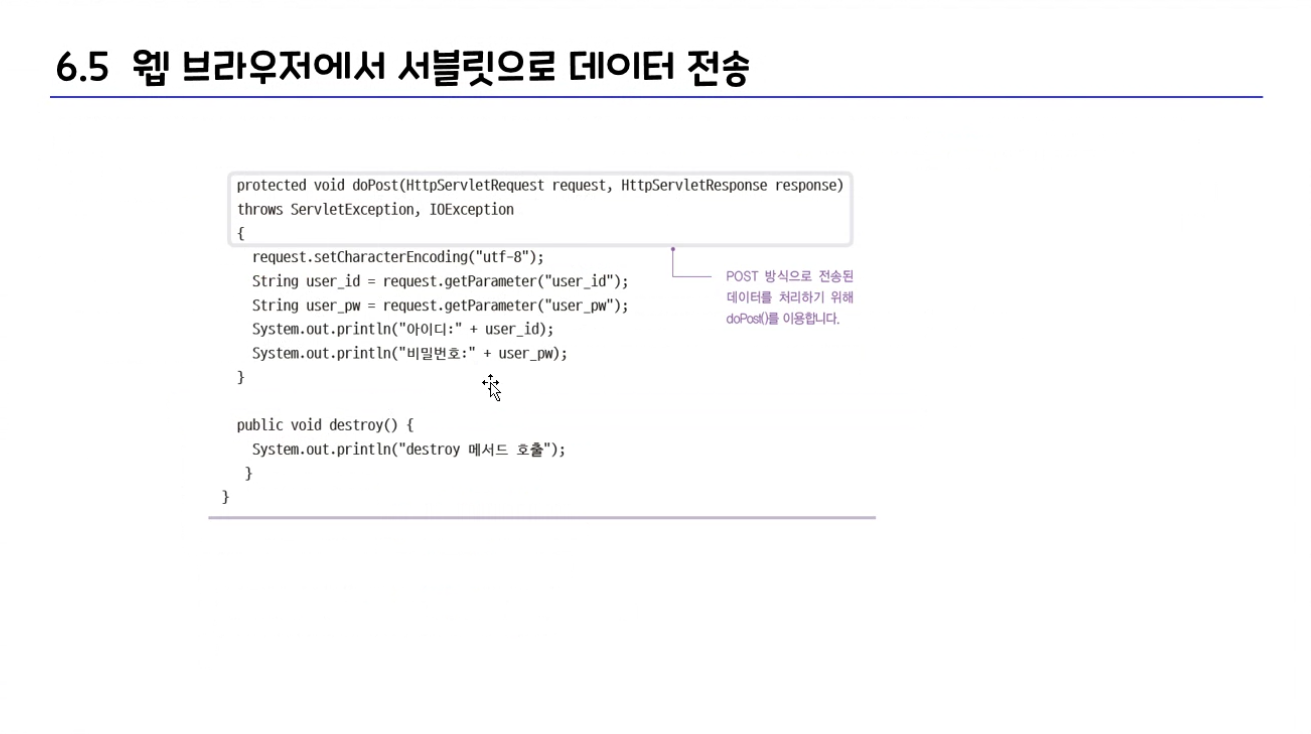 6.5 웹 브라우저에서 서블릿으로 데이터 전송
protected void doPost(HttpServletRequest request, HttpServletResponse response)
throws ServletException, IOException
{
request.setCharacterEncoding("utf-8");
String user_id = request.getParameter("user_id");
String user_pw = request.getParameter("user_pw");
System.out.println("아이디:" + user_id);
System.out.println("비밀번호:" + user_pw);
}
POST 방식으로 전송된
데이터를 처리하기 위해
doPost()를 이용합니다.
public void destroy() {
System.out.println("destroy 메서드 호출");
}
}